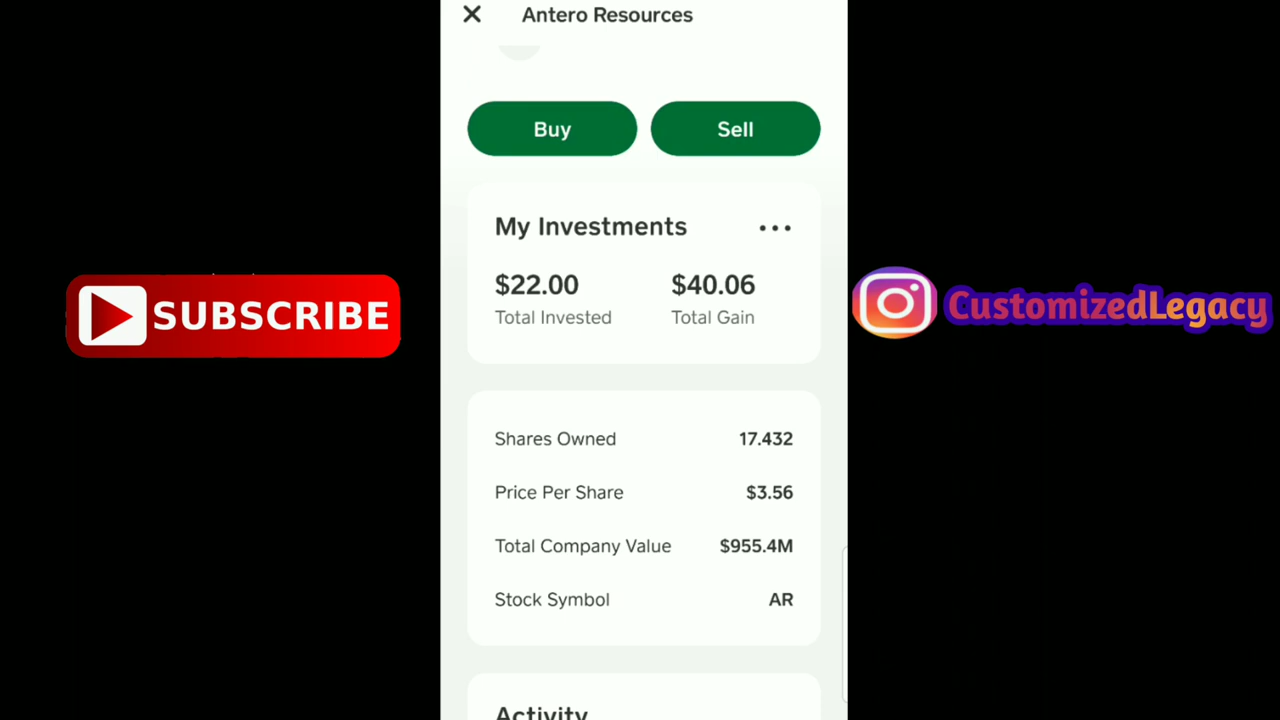 Antero Resources
Buy Sell
My Investments
$22.00 $40.06
Total Invested Total Gain
SUBSCRIBE
CustomizedLegacy
Shares Owned 17.432
Price Per Share $3.56
Total Company Value $955.4M
Stock Symbol AR
Activity